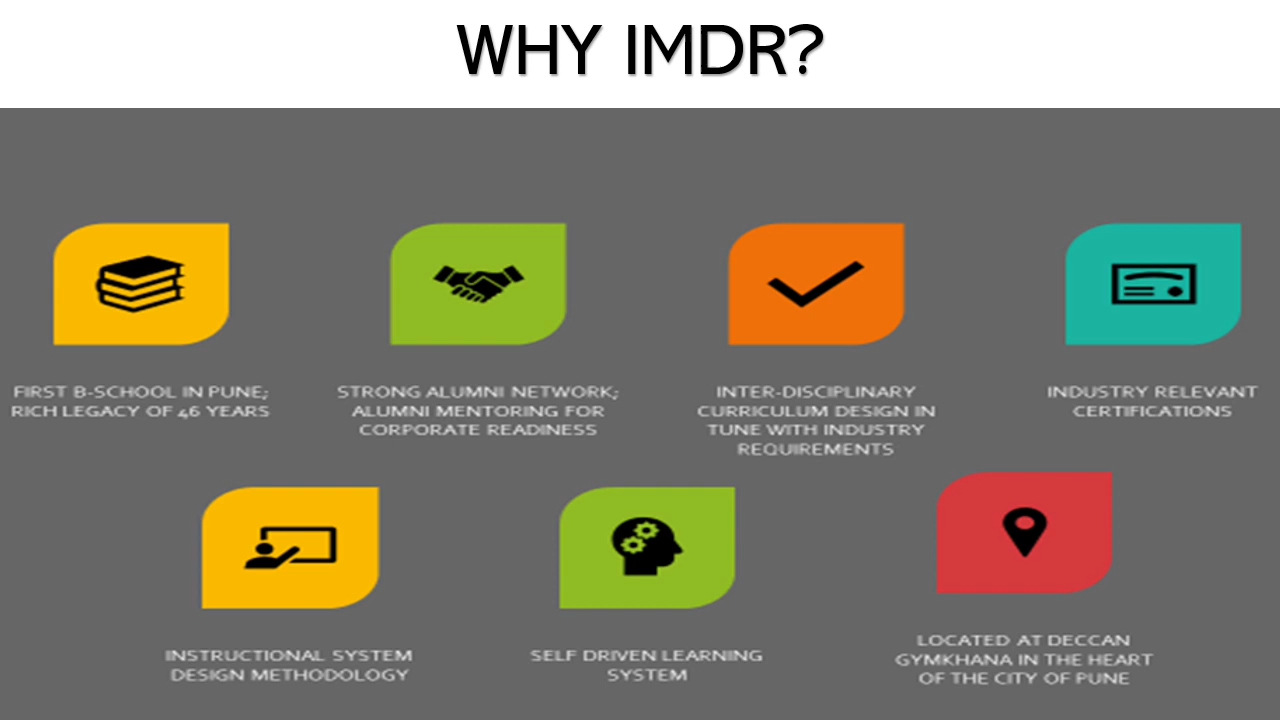 WHY IMDR?
FIRST B-SCHOOL IN PUNE;
RICH LEGACY OF 46 YEARS
STRONG ALUMNI NETWORK;
ALUMNI MENTORING FOR
CORPORATE READINESS
INTER-DISCIPLINARY
CURRICULUM DESIGN IN
TUNE WITH INDUSTRY
REQUIREMENTS
INDUSTRY RELEVANT
CERTIFICATIONS
INSTRUCTIONAL SYSTEM
DESIGN METHODOLOGY
SELF DRIVEN LEARNING
SYSTEM
LOCATED AT DECCAN
GYMKHANA IN THE HEART
OF THE CITY OF PUNE